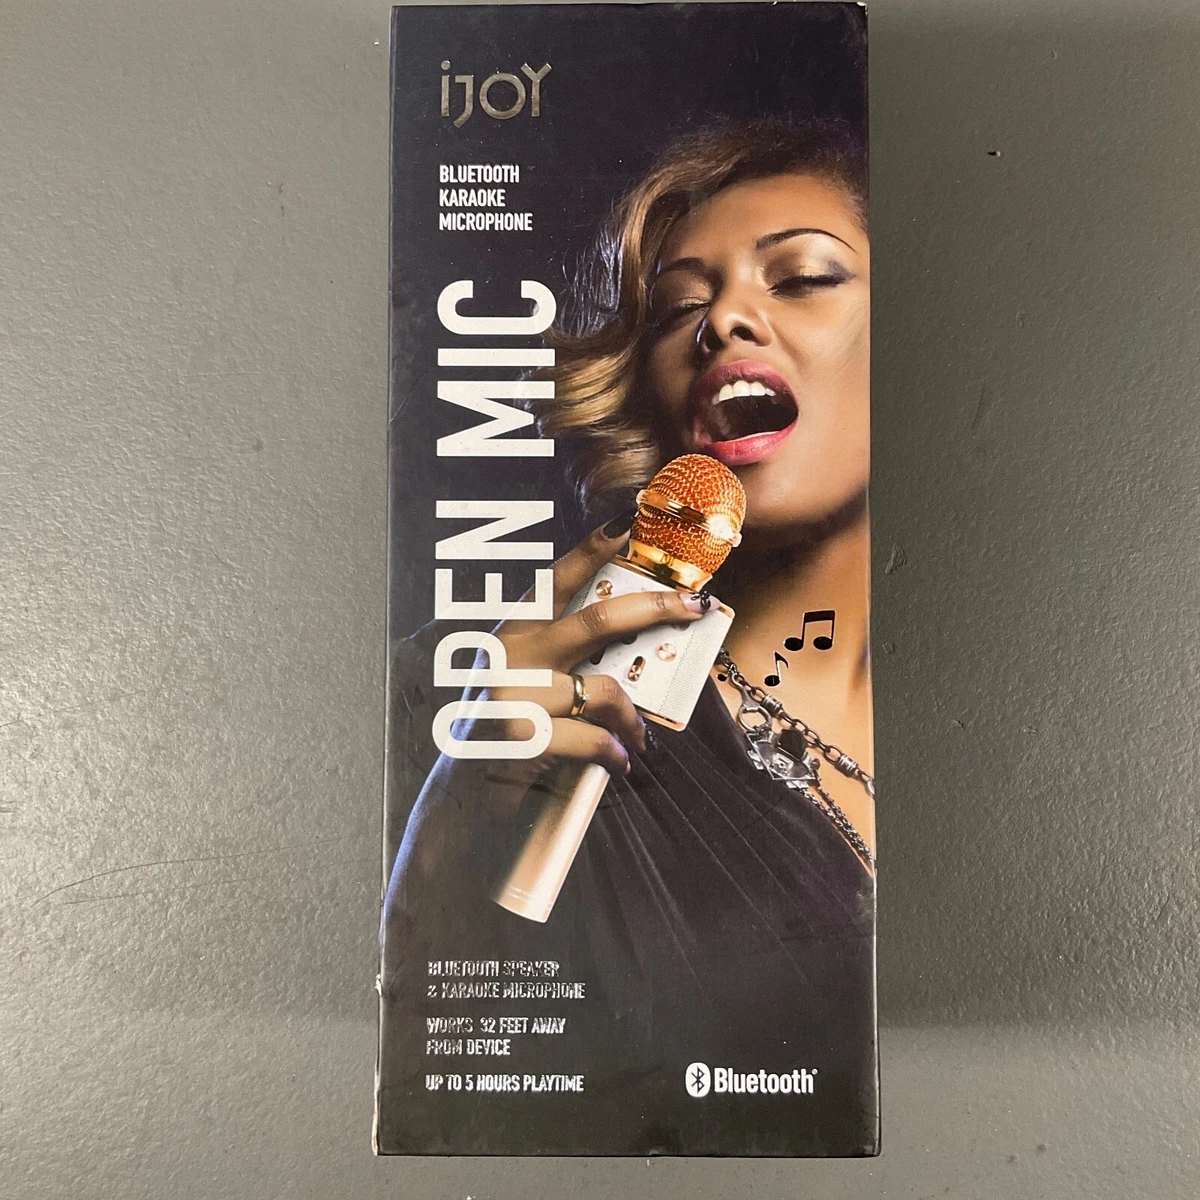 iJOY
BLUETOOTH
KARAOKE
MICROPHONE
OPEN MIC
BLUETOOTH SPEAKER
& KARAOKE MICROPHONE
WORKS 32 FEET AWAY
FROM DEVICE
UP TO 5 HOURS PLAYTIME
Bluetooth®